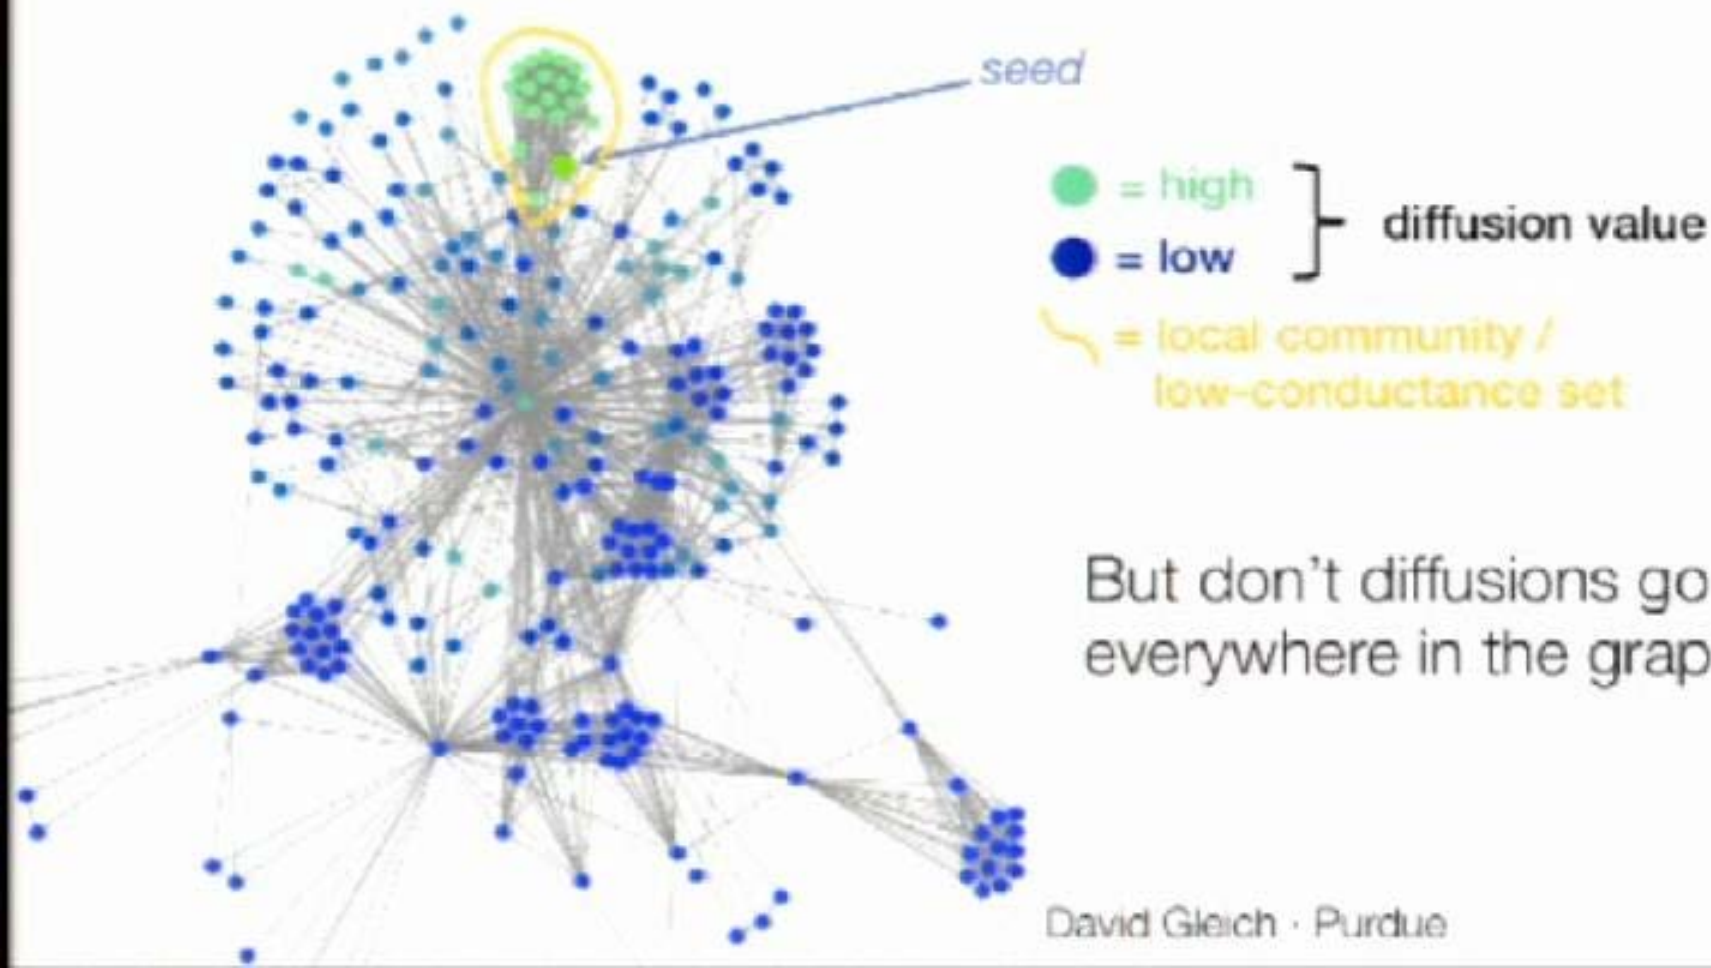 seed
= high
= low
diffusion value
= local community /
low-conductance set
But don't diffusions go
everywhere in the grap
David Gleich · Purdue